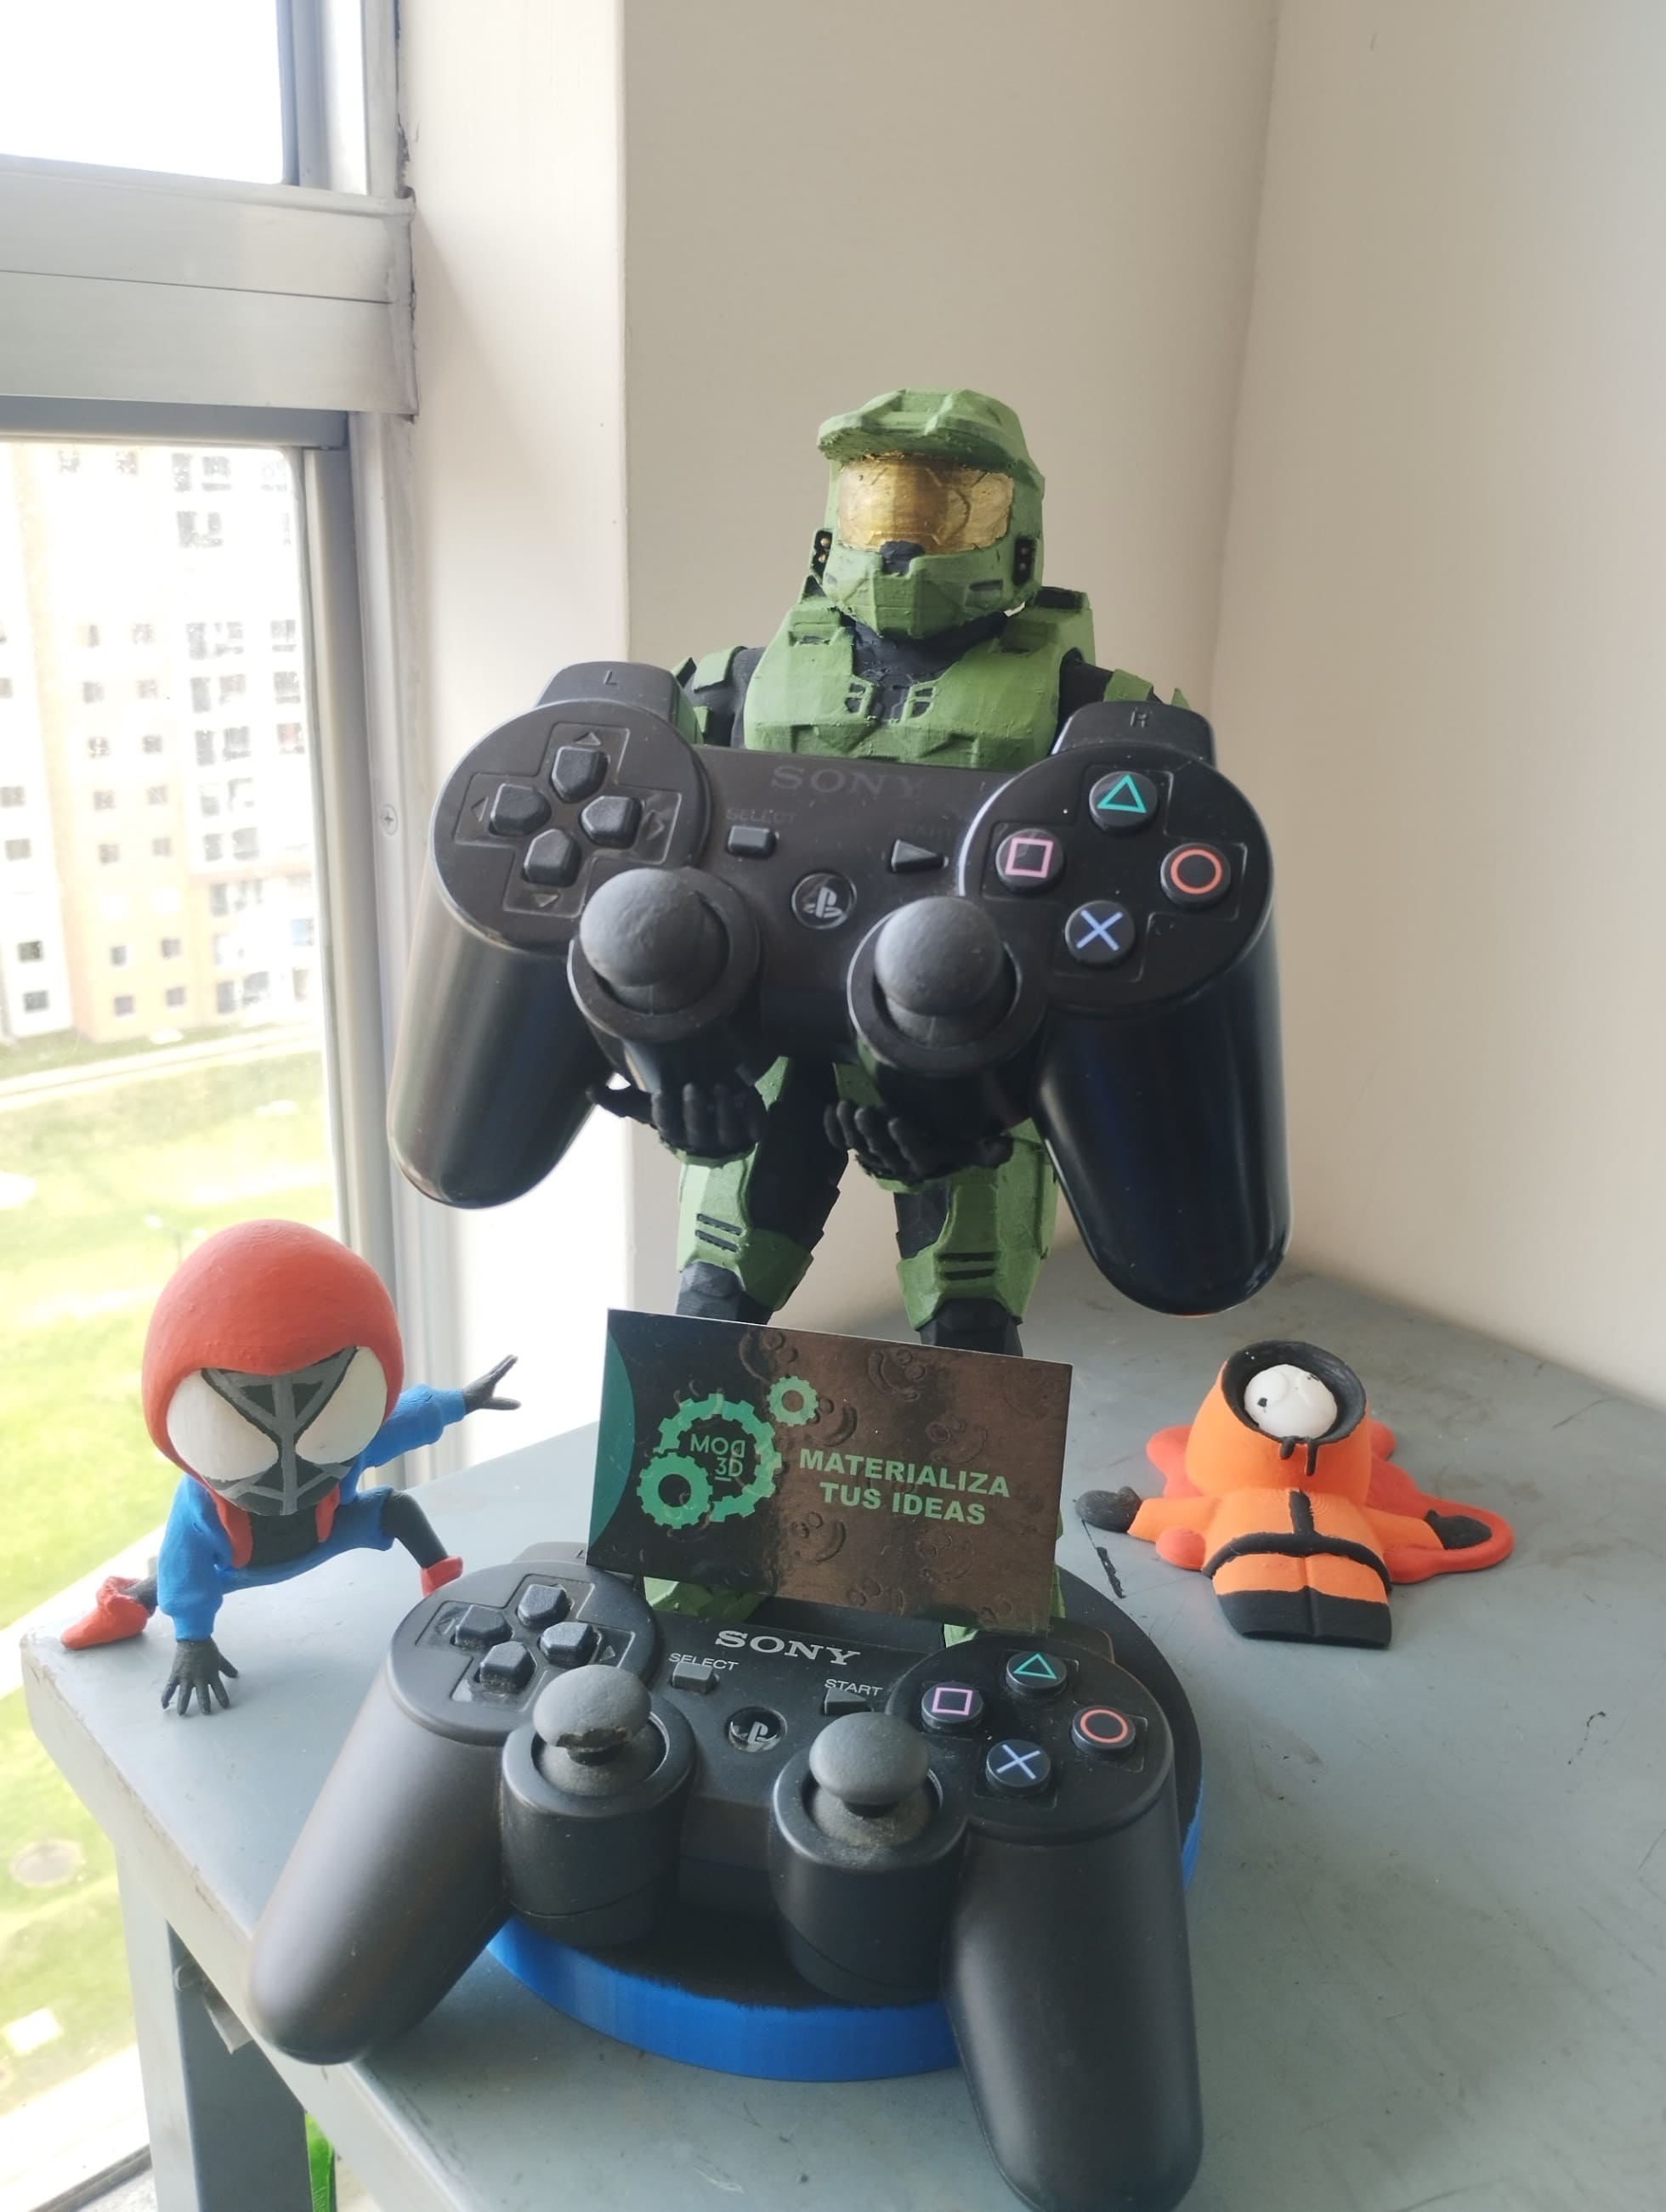 L
R
SONY
SELECT
START
MOD
3D
MATERIALIZA
TUS IDEAS
L
SONY
SELECT
START